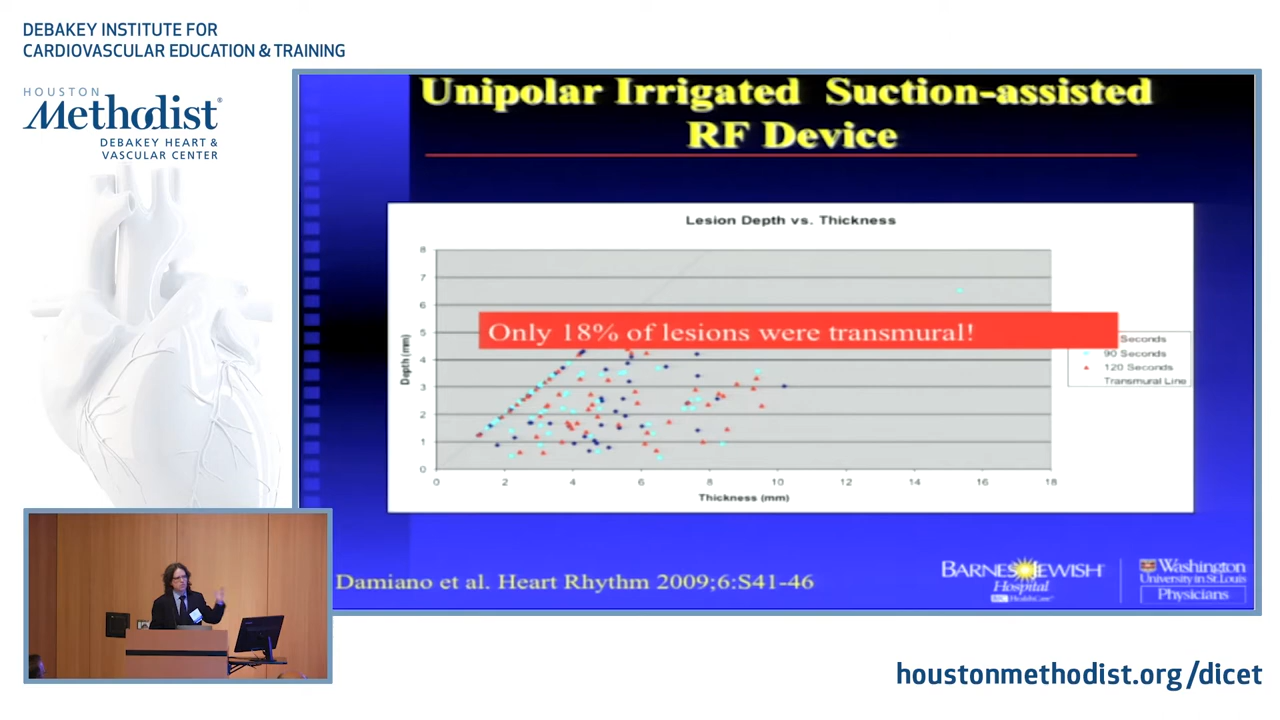 DEBAKEY INSTITUTE FOR
CARDIOVASCULAR EDUCATION & TRAINING
HOUSTON
Methodist®
DEBAKEY HEART &
VASCULAR CENTER
Unipolar Irrigated Suction-assisted
RF Device
Lesion Depth vs. Thickness
8
7
6
Only 18% of lesions were transmural!
5
Seconds
90 Seconds
4
120 Seconds
Depth (mm)
3
Transmural Line
2
1
0
0 2 4 6 8 10 12 14 16 18
Thickness (mm)
Damiano et al. Heart Rhythm 2009;6:S41-46
BARNES JEWISH
Hospital
BJC HealthCare
Washington
University in St. Louis
Physicians
houstonmethodist.org/dicet